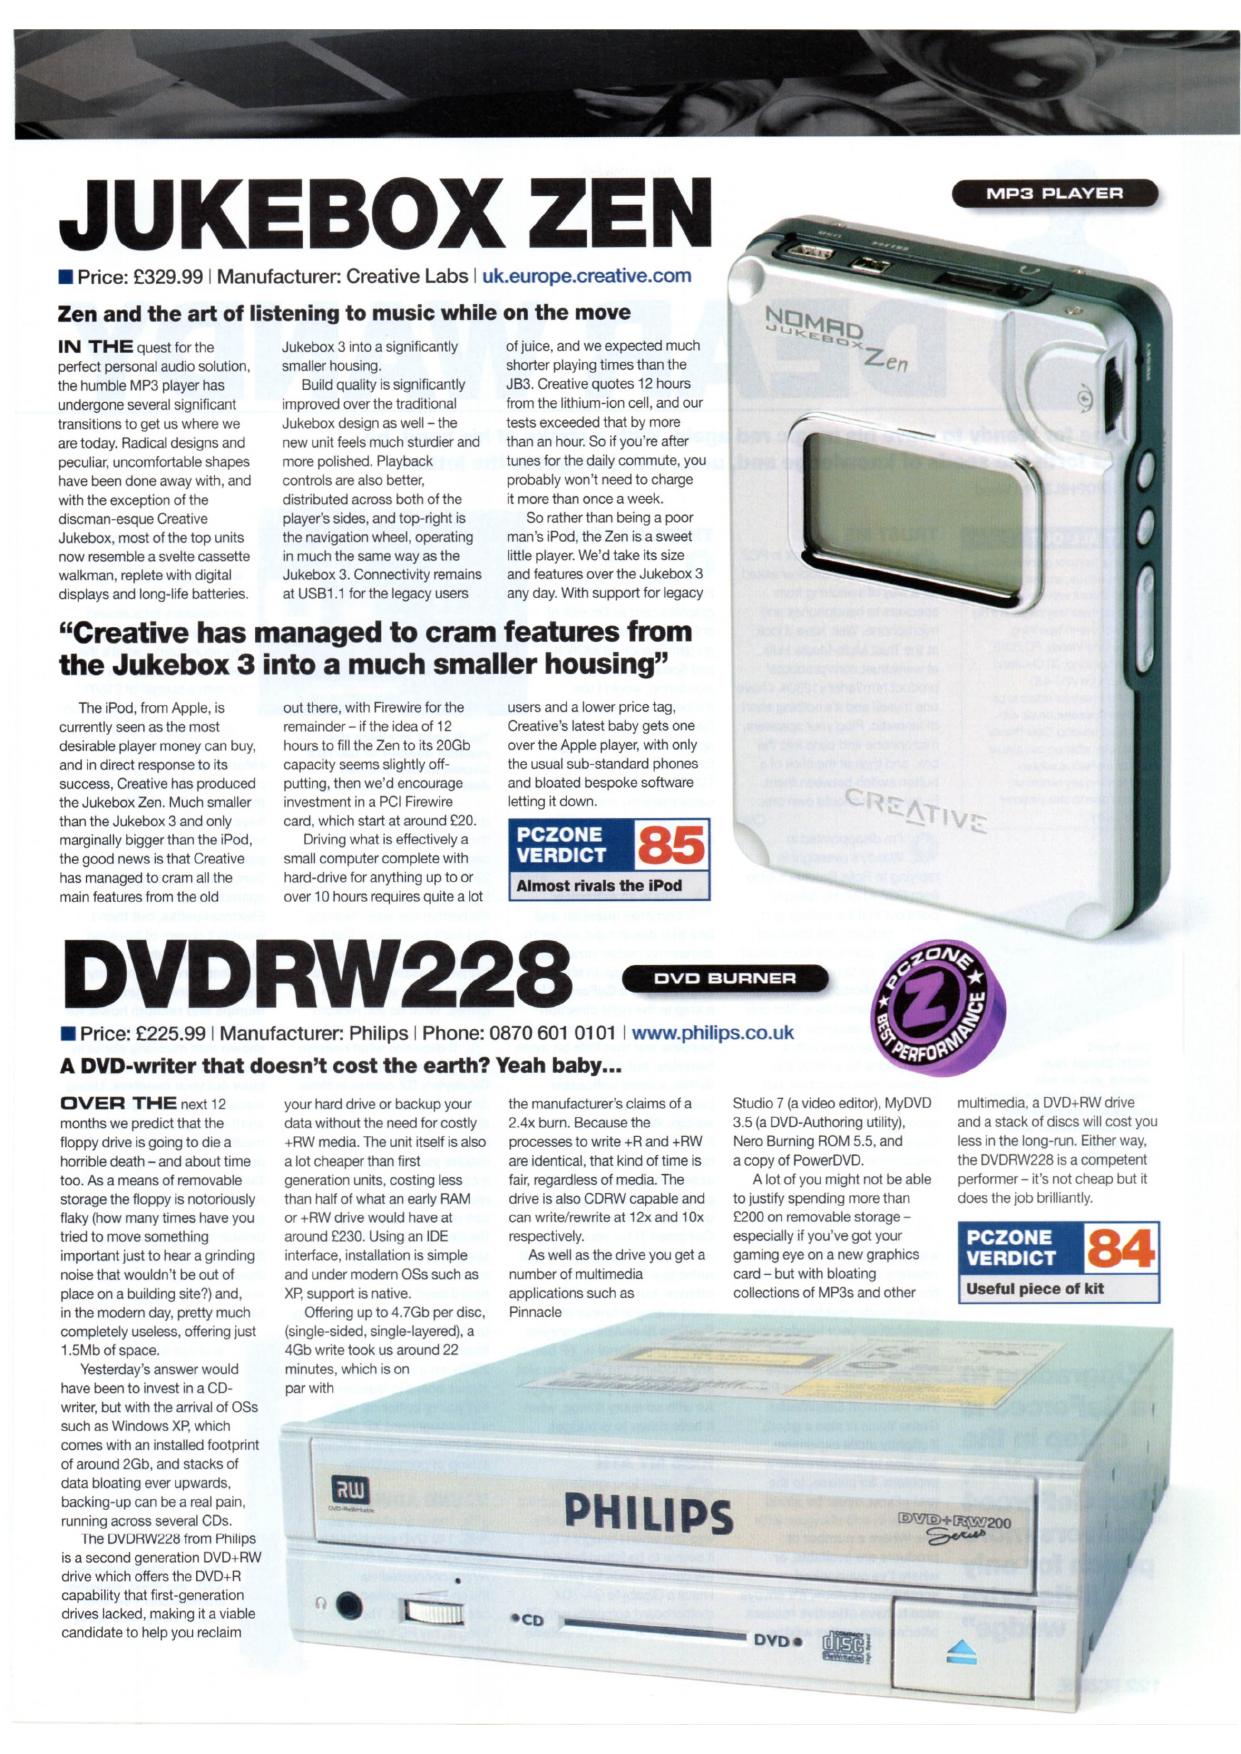 JUKEBOX ZEN
MP3 PLAYER
Price: £329.99 | Manufacturer: Creative Labs | uk.europe.creative.com
Zen and the art of listening to music while on the move
IN THE quest for the
perfect personal audio solution,
the humble MP3 player has
undergone several significant
transitions to get us where we
are today. Radical designs and
peculiar, uncomfortable shapes
have been done away with, and
with the exception of the
discman-esque Creative
Jukebox, most of the top units
now resemble a svelte cassette
walkman, replete with digital
displays and long-life batteries.
The iPod, from Apple, is
currently seen as the most
desirable player money can buy,
and in direct response to its
success, Creative has produced
the Jukebox Zen. Much smaller
than the Jukebox 3 and only
marginally bigger than the iPod,
the good news is that Creative
has managed to cram all the
main features from the old
Jukebox 3 into a significantly
smaller housing.
Build quality is significantly
improved over the traditional
Jukebox design as well – the
new unit feels much sturdier and
more polished. Playback
controls are also better,
distributed across both of the
player's sides, and top-right is
the navigation wheel, operating
in much the same way as the
Jukebox 3. Connectivity remains
at USB1.1 for the legacy users
out there, with Firewire for the
remainder – if the idea of 12
hours to fill the Zen to its 20Gb
capacity seems slightly off-
putting, then we'd encourage
investment in a PCI Firewire
card, which start at around £20.
Driving what is effectively a
small computer complete with
hard-drive for anything up to or
over 10 hours requires quite a lot
of juice, and we expected much
shorter playing times than the
JB3. Creative quotes 12 hours
from the lithium-ion cell, and our
tests exceeded that by more
than an hour. So if you're after
tunes for the daily commute, you
probably won't need to charge
it more than once a week.
So rather than being a poor
man's iPod, the Zen is a sweet
little player. We'd take its size
and features over the Jukebox 3
any day. With support for legacy
users and a lower price tag,
Creative's latest baby gets one
over the Apple player, with only
the usual sub-standard phones
and bloated bespoke software
letting it down.
“Creative has managed to cram features from
the Jukebox 3 into a much smaller housing”
PCZONE
VERDICT 85
Almost rivals the iPod
USB
RESET
NOMAD
JUKEBOX Zen
CREATIVE
DVDRW228
DVD BURNER
PCZONE
Z
BEST PERFORMANCE
Price: £225.99 | Manufacturer: Philips | Phone: 0870 601 0101 | www.philips.co.uk
A DVD-writer that doesn't cost the earth? Yeah baby...
OVER THE next 12
months we predict that the
floppy drive is going to die a
horrible death – and about time
too. As a means of removable
storage the floppy is notoriously
flaky (how many times have you
tried to move something
important just to hear a grinding
noise that wouldn't be out of
place on a building site?) and,
in the modern day, pretty much
completely useless, offering just
1.5Mb of space.
Yesterday's answer would
have been to invest in a CD-
writer, but with the arrival of OSs
such as Windows XP, which
comes with an installed footprint
of around 2Gb, and stacks of
data bloating ever upwards,
backing-up can be a real pain,
running across several CDs.
The DVDRW228 from Philips
is a second generation DVD+RW
drive which offers the DVD+R
capability that first-generation
drives lacked, making it a viable
candidate to help you reclaim
your hard drive or backup your
data without the need for costly
+RW media. The unit itself is also
a lot cheaper than first
generation units, costing less
than half of what an early RAM
or +RW drive would have at
around £230. Using an IDE
interface, installation is simple
and under modern OSs such as
XP, support is native.
Offering up to 4.7Gb per disc,
(single-sided, single-layered), a
4Gb write took us around 22
minutes, which is on
par with
the manufacturer's claims of a
2.4x burn. Because the
processes to write +R and +RW
are identical, that kind of time is
fair, regardless of media. The
drive is also CDRW capable and
can write/rewrite at 12x and 10x
respectively.
As well as the drive you get a
number of multimedia
applications such as
Pinnacle
Studio 7 (a video editor), MyDVD
3.5 (a DVD-Authoring utility),
Nero Burning ROM 5.5, and
a copy of PowerDVD.
A lot of you might not be able
to justify spending more than
£200 on removable storage –
especially if you've got your
gaming eye on a new graphics
card – but with bloating
collections of MP3s and other
multimedia, a DVD+RW drive
and a stack of discs will cost you
less in the long-run. Either way,
the DVDRW228 is a competent
performer – it's not cheap but it
does the job brilliantly.
PCZONE
VERDICT 84
Useful piece of kit
PHILIPS
RW
DVD-ReWritable
PHILIPS
DVD+RW200
Series
CD
DVD
COMPACT
disc
ReWritable